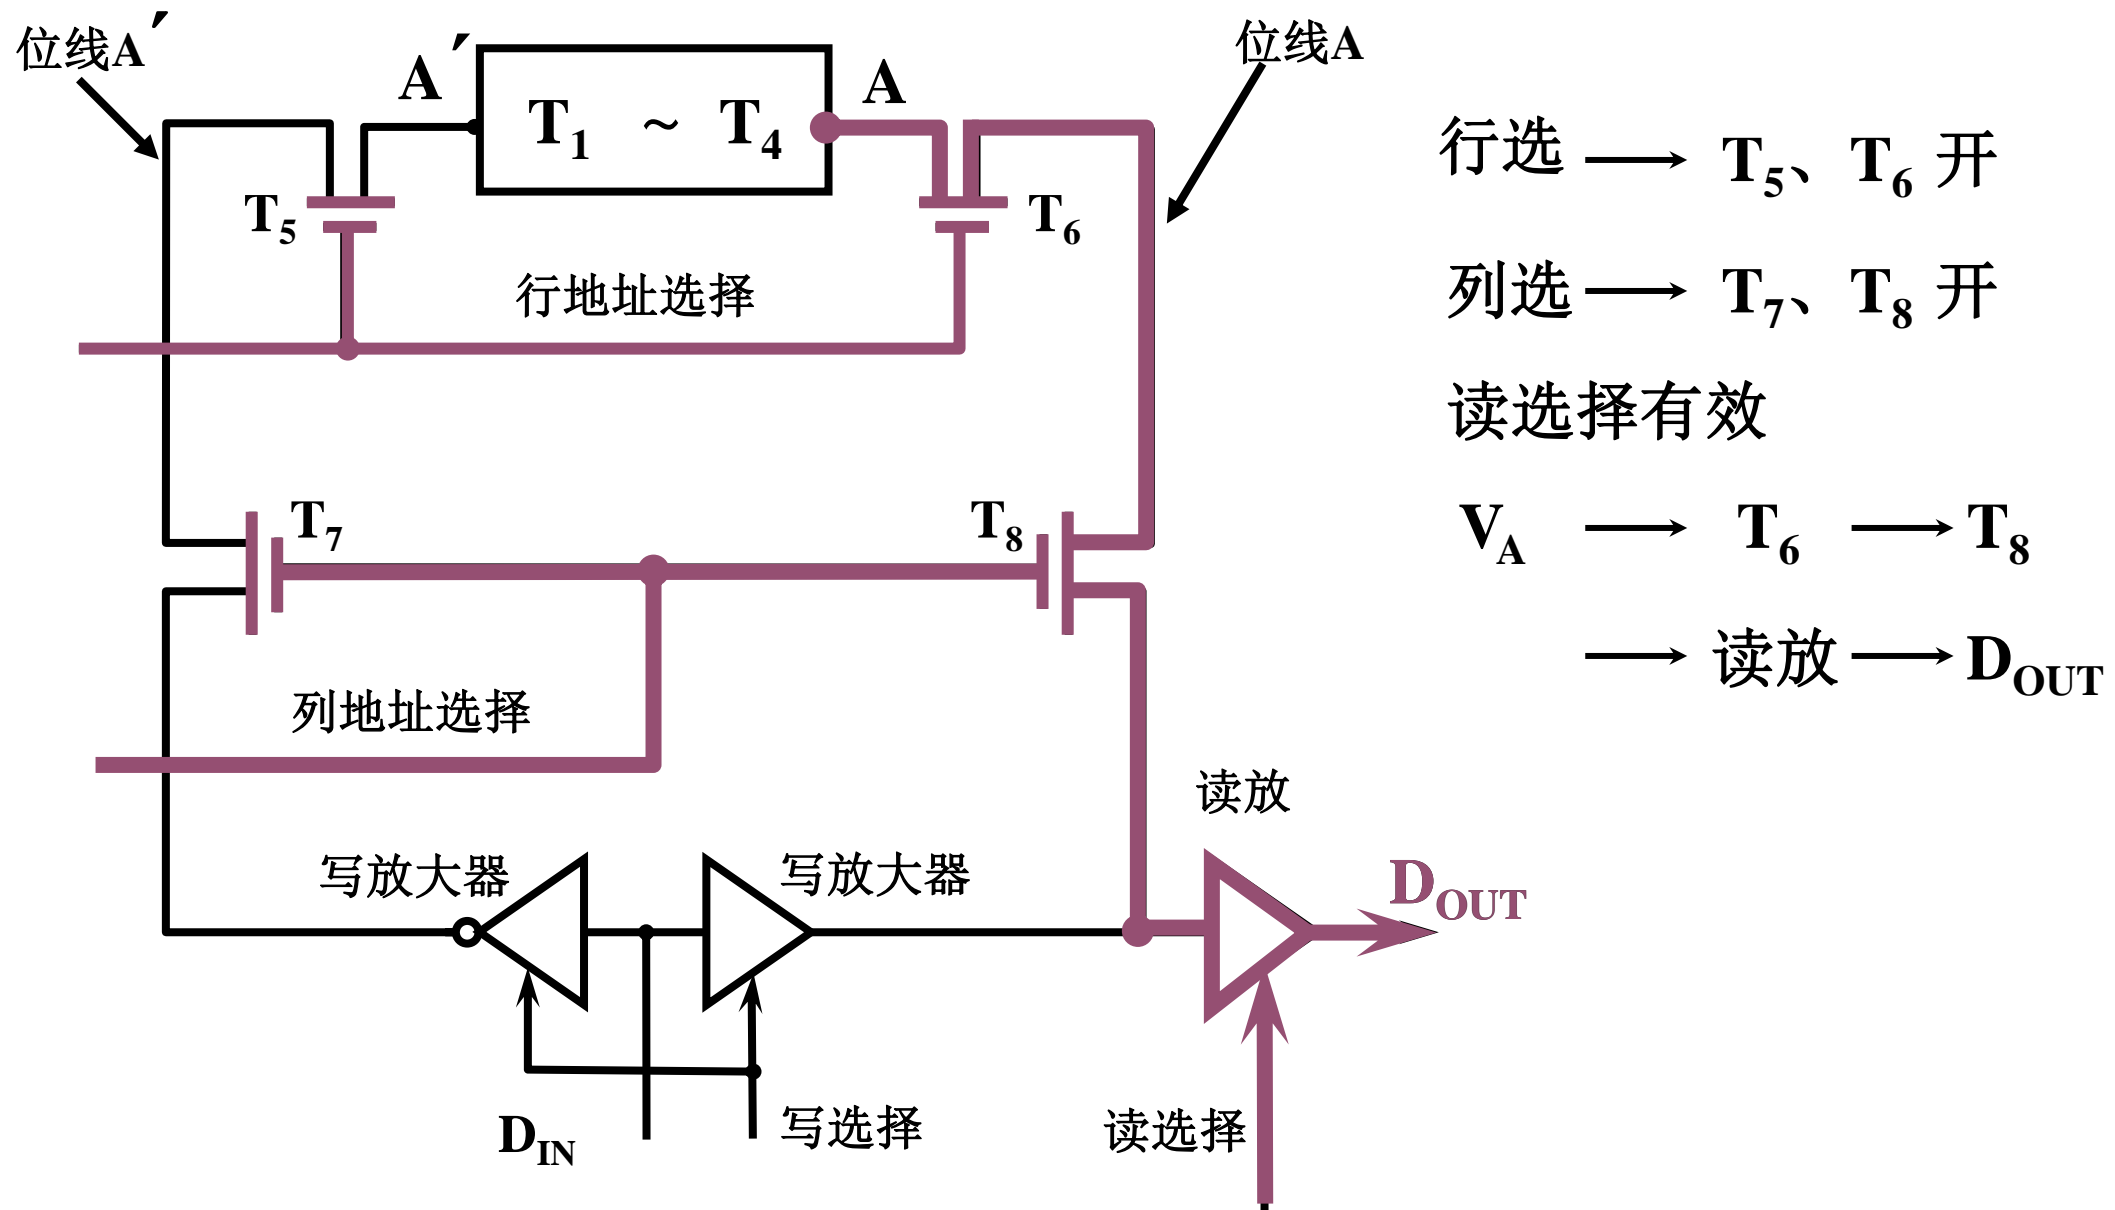 位线A′
A′
T1 ~ T4
A
位线A
T5
T6
行地址选择
T7
T8
列地址选择
读放
写放大器
写放大器
DOUT
DIN
写选择
读选择
行选 → T5、T6 开
列选 → T7、T8 开
读选择有效
VA → T6 → T8
→ 读放 → DOUT